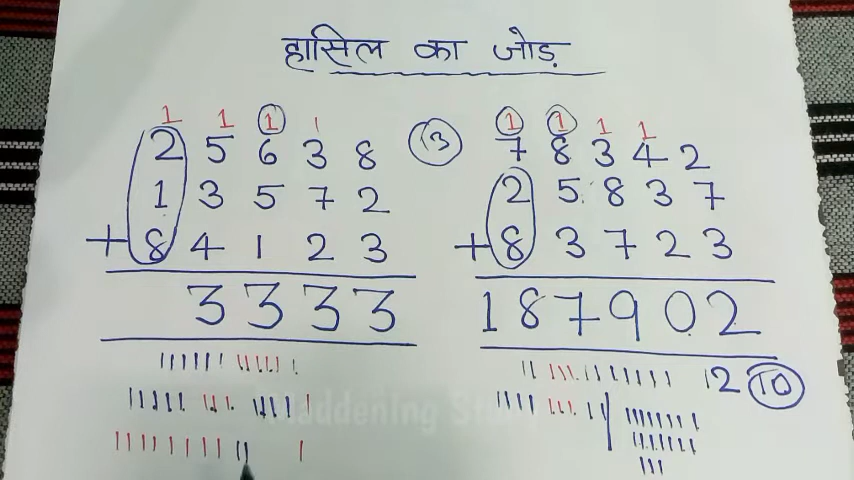 हासिल का जोड़
1 1 1 1
2 5 6 3 8
1 3 5 7 2
+ 8 4 1 2 3
3 3 3 3
13
1 1 1 1
7 8 3 4 2
2 5 8 3 7
+ 8 3 7 2 3
1 8 7 9 0 2
12 10